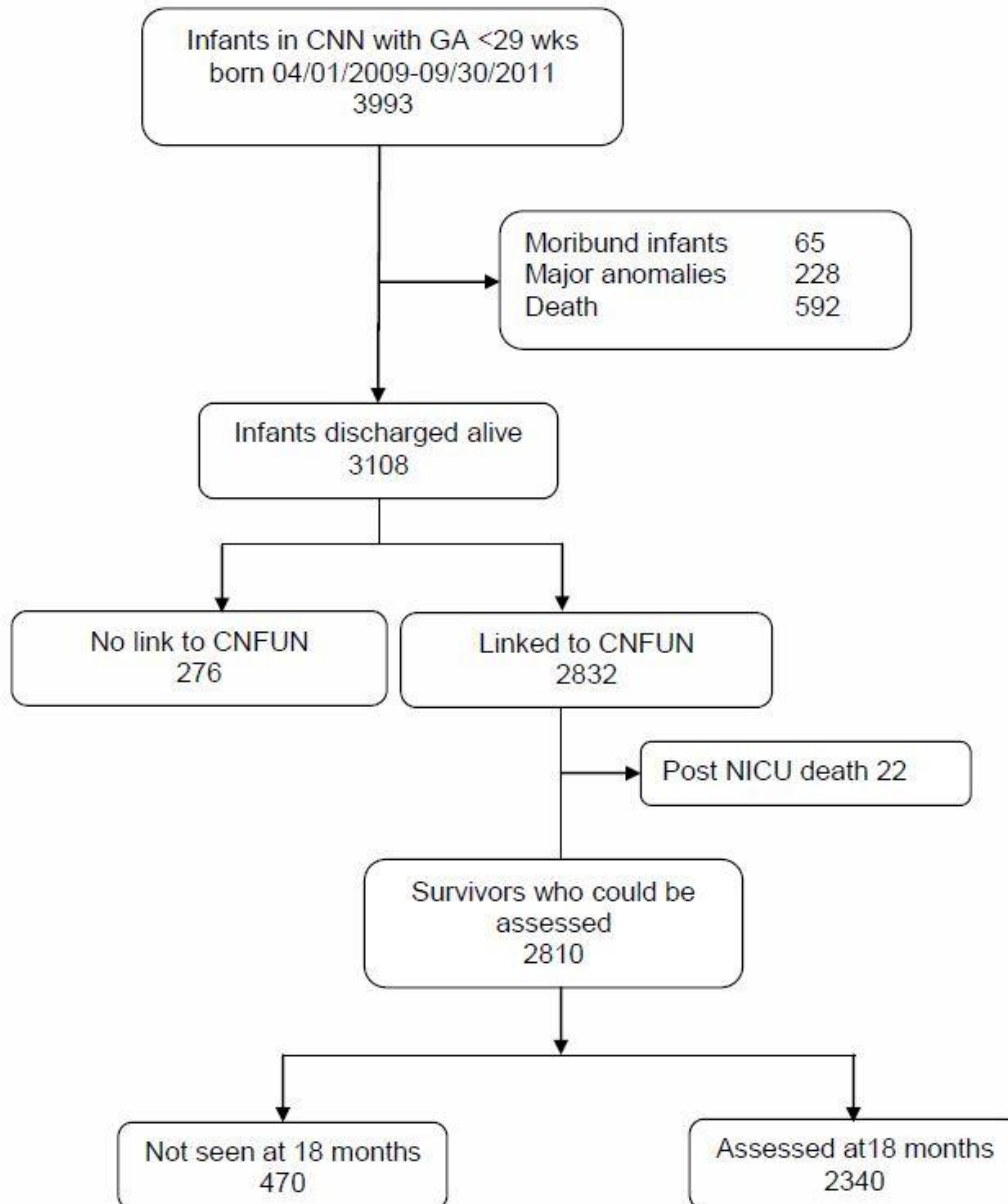 Infants in CNN with GA <29 wks
born 04/01/2009-09/30/2011
3993
Moribund infants 65
Major anomalies 228
Death 592
Infants discharged alive
3108
No link to CNFUN
276
Linked to CNFUN
2832
Post NICU death 22
Survivors who could be
assessed
2810
Not seen at 18 months
470
Assessed at18 months
2340